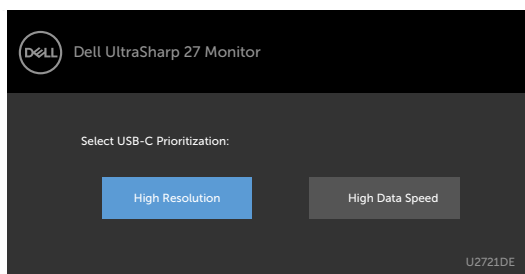 DELL
Dell UltraSharp 27 Monitor
Select USB-C Prioritization:
High Resolution
High Data Speed
U2721DE